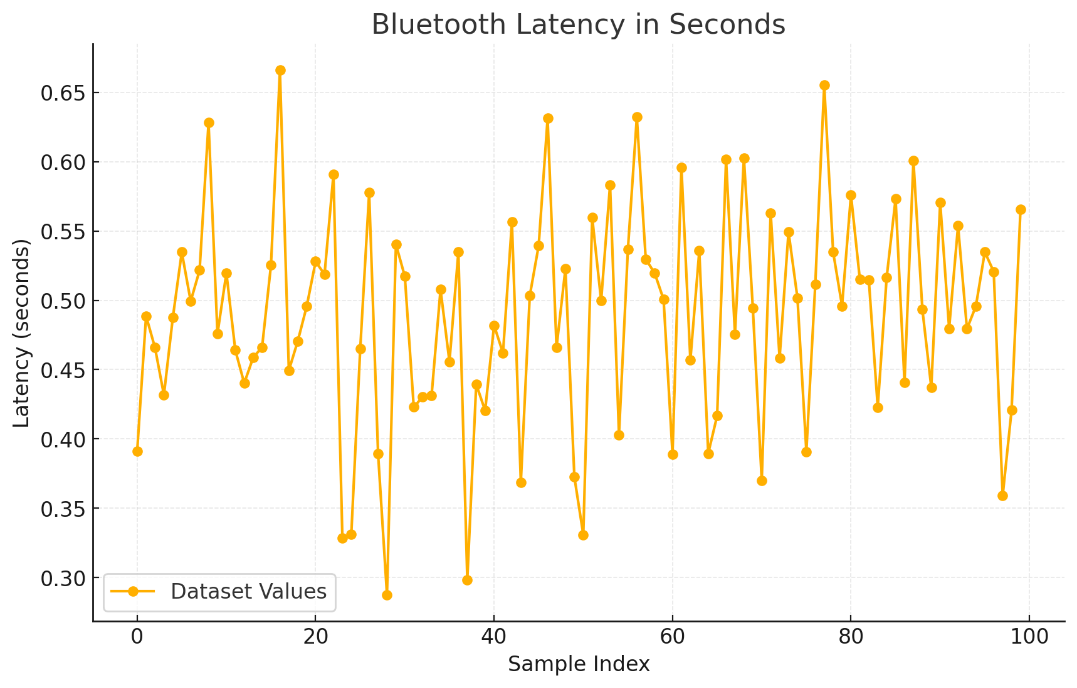 Bluetooth Latency in Seconds
Latency (seconds)
0.65
0.60
0.55
0.50
0.45
0.40
0.35
0.30
Dataset Values
0 20 40 60 80 100
Sample Index